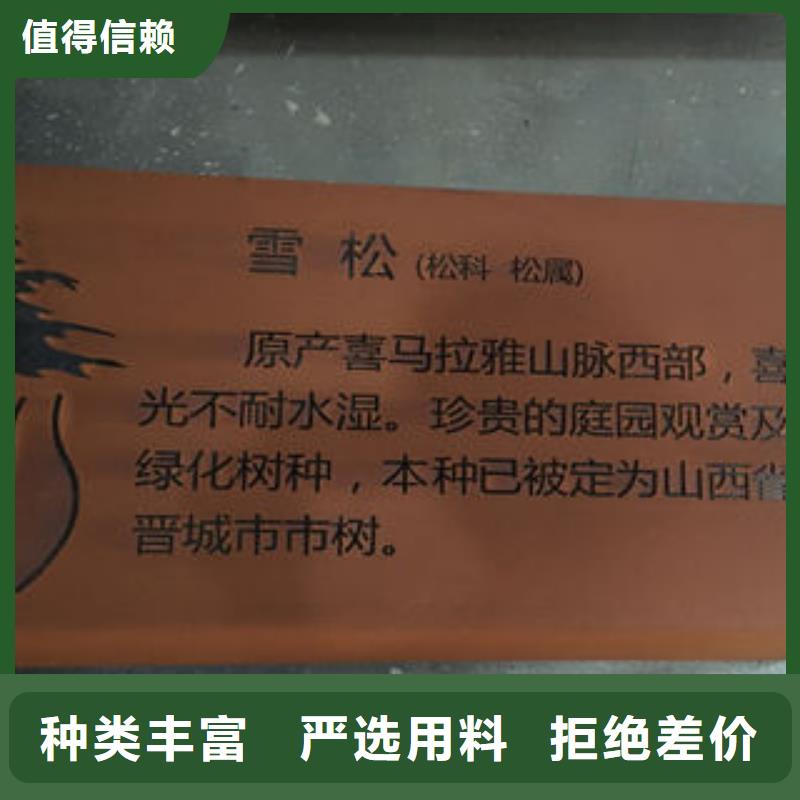 值得信赖
雪 松 (松科 松属)
原产喜马拉雅山脉西部，喜
光不耐水湿。珍贵的庭园观赏及
绿化树种，本种已被定为山西省
晋城市市树。
种类丰富 严选用料 拒绝差价